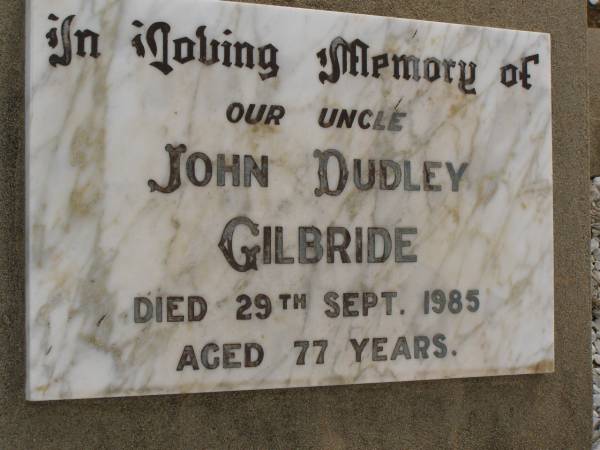 In Loving Memory of
OUR UNCLE
JOHN DUDLEY
GILBRIDE
DIED 29TH SEPT. 1985
AGED 77 YEARS.